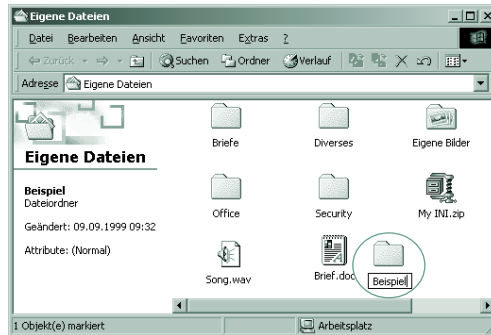 Eigene Dateien
Datei Bearbeiten Ansicht Favoriten Extras ?
Zurück Suchen Ordner Verlauf
Adresse Eigene Dateien
Eigene Dateien
Beispiel
Dateiordner
Geändert: 09.09.1999 09:32
Attribute: (Normal)
Briefe Diverses Eigene Bilder
Office Security My INI.zip
Song.wav Brief.doc Beispiel
1 Objekt(e) markiert Arbeitsplatz